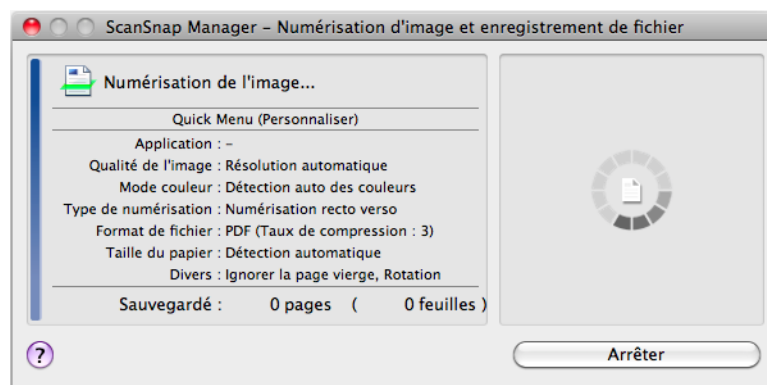 ScanSnap Manager – Numérisation d'image et enregistrement de fichier
Numérisation de l'image...
Quick Menu (Personnaliser)
Application : –
Qualité de l'image : Résolution automatique
Mode couleur : Détection auto des couleurs
Type de numérisation : Numérisation recto verso
Format de fichier : PDF (Taux de compression : 3)
Taille du papier : Détection automatique
Divers : Ignorer la page vierge, Rotation
Sauvegardé : 0 pages ( 0 feuilles )
?
Arrêter